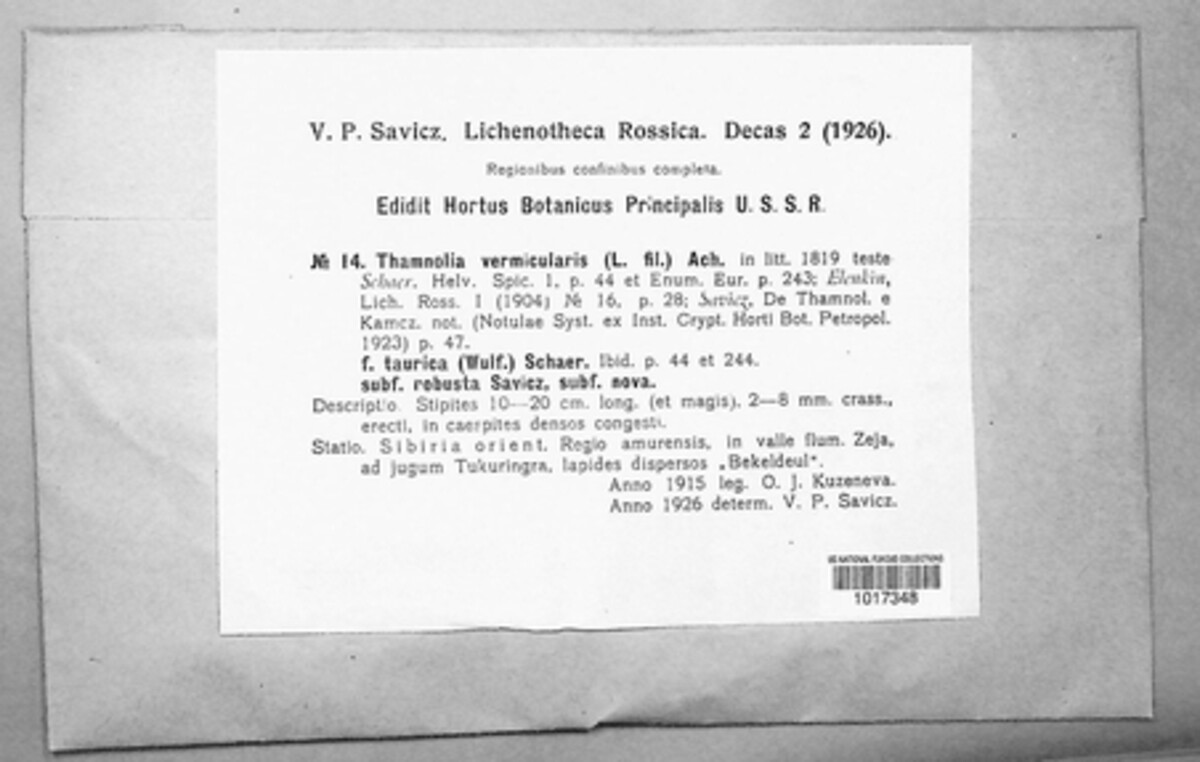 V. P. Savicz. Lichenotheca Rossica. Decas 2 (1926).
Regionibus confinibus completa.
Edidit Hortus Botanicus Principalis U. S. S. R.
№ 14. Thamnolia vermicularis (L. fil.) Ach. in litt. 1819 teste
Schaer. Helv. Spic. 1, p. 44 et Enum. Eur. p. 243; Elenkin,
Lich. Ross. I (1904) № 16, p. 28; Savicz, De Thamnol. e
Kamcz. not. (Notulae Syst. ex Inst. Crypt. Horti Bot. Petropol.
1923) p. 47.
f. taurica (Wulf.) Schaer. Ibid. p. 44 et 244.
subf. robusta Savicz, subf. nova.
Descriptio. Stipites 10—20 cm. long. (et magis), 2—8 mm. crass.,
erecti, in caerpites densos congesti.
Statio. Sibiria orient. Regio amurensis, in valle flum. Zeja,
ad jugum Tukuringra, lapides dispersos „Bekeldeul“.
Anno 1915 leg. O. J. Kuzeneva.
Anno 1926 determ. V. P. Savicz.
US NATIONAL FUNGUS COLLECTIONS
1017348